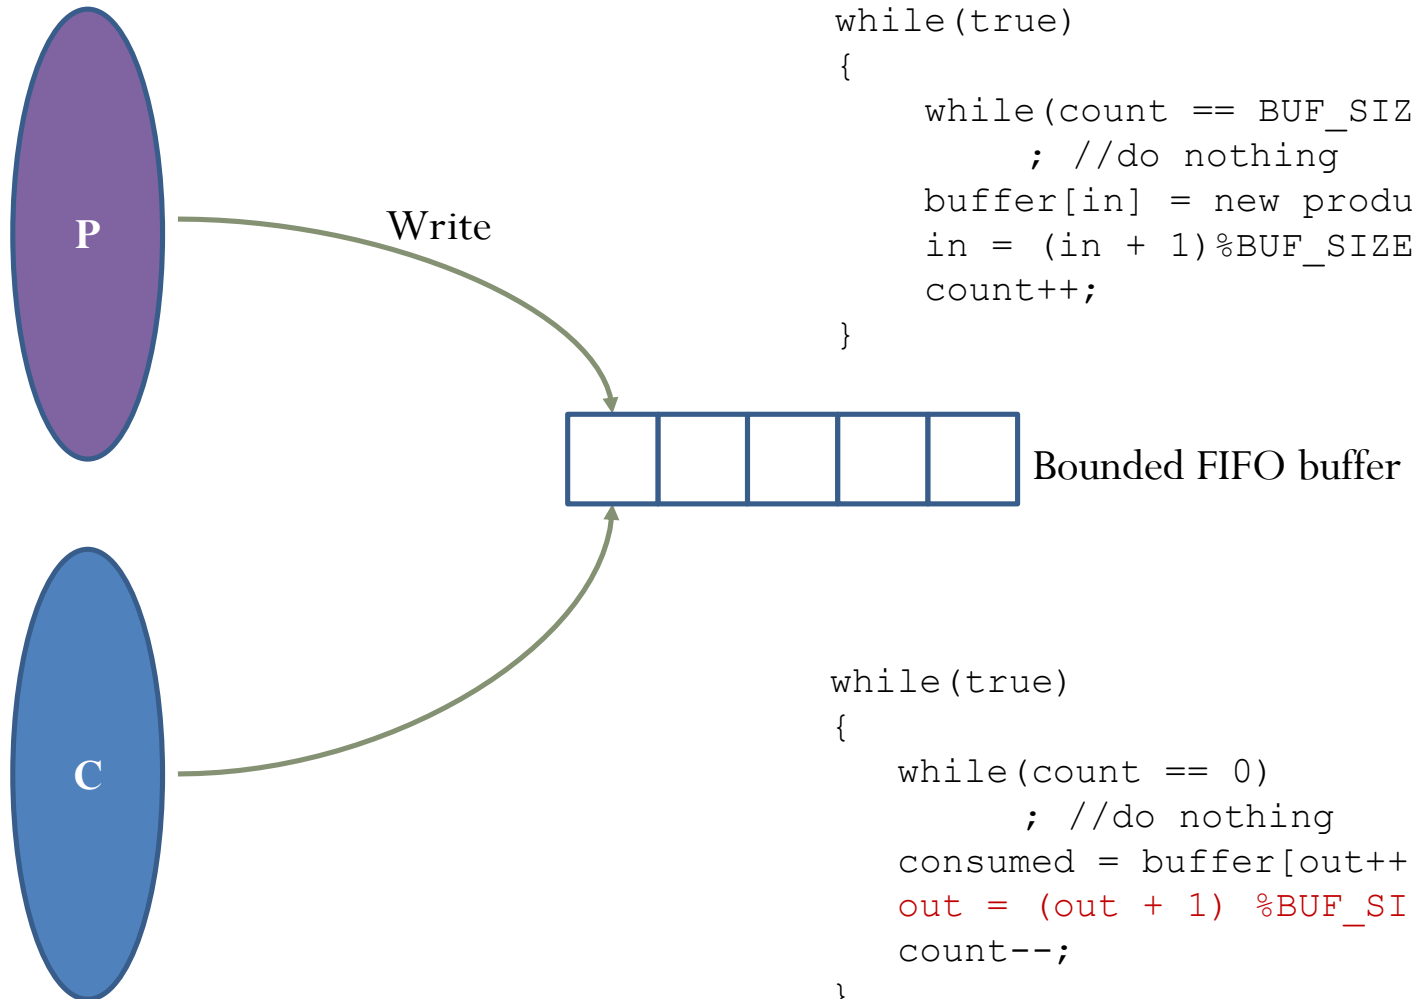 while(true)
{
while(count == BUF_SIZ
; //do nothing
buffer[in] = new produ
in = (in + 1)%BUF_SIZE
count++;
}
P
Write
Bounded FIFO buffer
C
while(true)
{
while(count == 0)
; //do nothing
consumed = buffer[out++
out = (out + 1) %BUF_SI
count--;
}